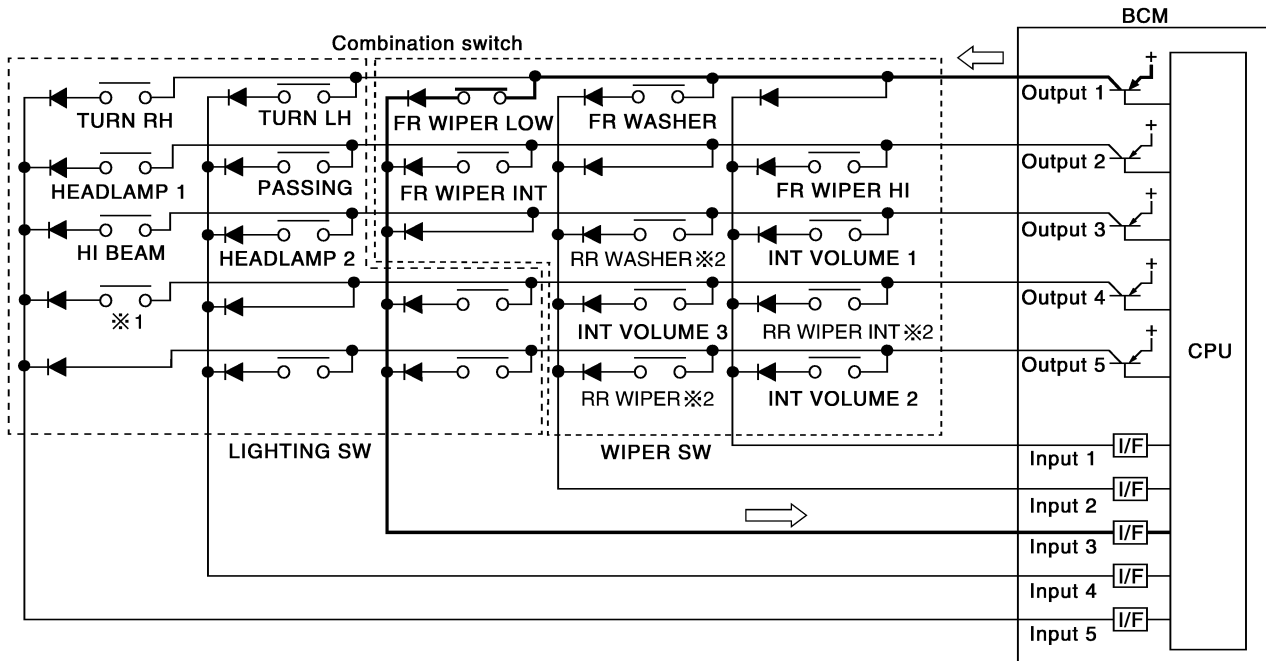 BCM
Combination switch
+
Output 1
TURN RH
TURN LH
FR WIPER LOW
FR WASHER
+
Output 2
HEADLAMP 1
PASSING
FR WIPER INT
FR WIPER HI
+
Output 3
HI BEAM
HEADLAMP 2
RR WASHER※2
INT VOLUME 1
+
Output 4
※1
INT VOLUME 3
RR WIPER INT※2
+
Output 5
CPU
RR WIPER※2
INT VOLUME 2
LIGHTING SW
WIPER SW
Input 1
I/F
Input 2
I/F
Input 3
I/F
Input 4
I/F
Input 5
I/F